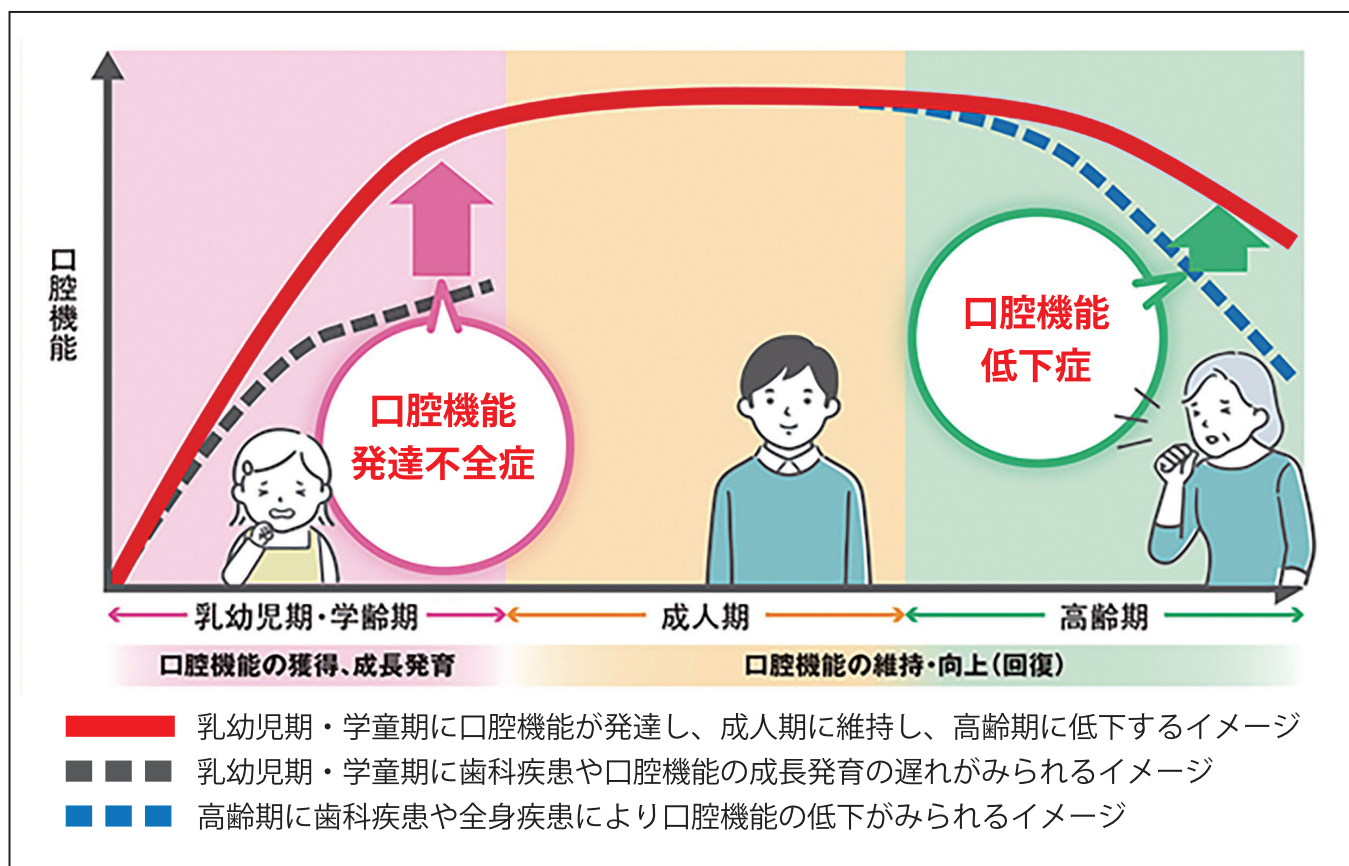 口腔機能
口腔機能
発達不全症
口腔機能
低下症
乳幼児期・学齢期
成人期
高齢期
口腔機能の獲得、成長発育
口腔機能の維持・向上(回復)
乳幼児期・学童期に口腔機能が発達し、成人期に維持し、高齢期に低下するイメージ
乳幼児期・学童期に歯科疾患や口腔機能の成長発育の遅れがみられるイメージ
高齢期に歯科疾患や全身疾患により口腔機能の低下がみられるイメージ